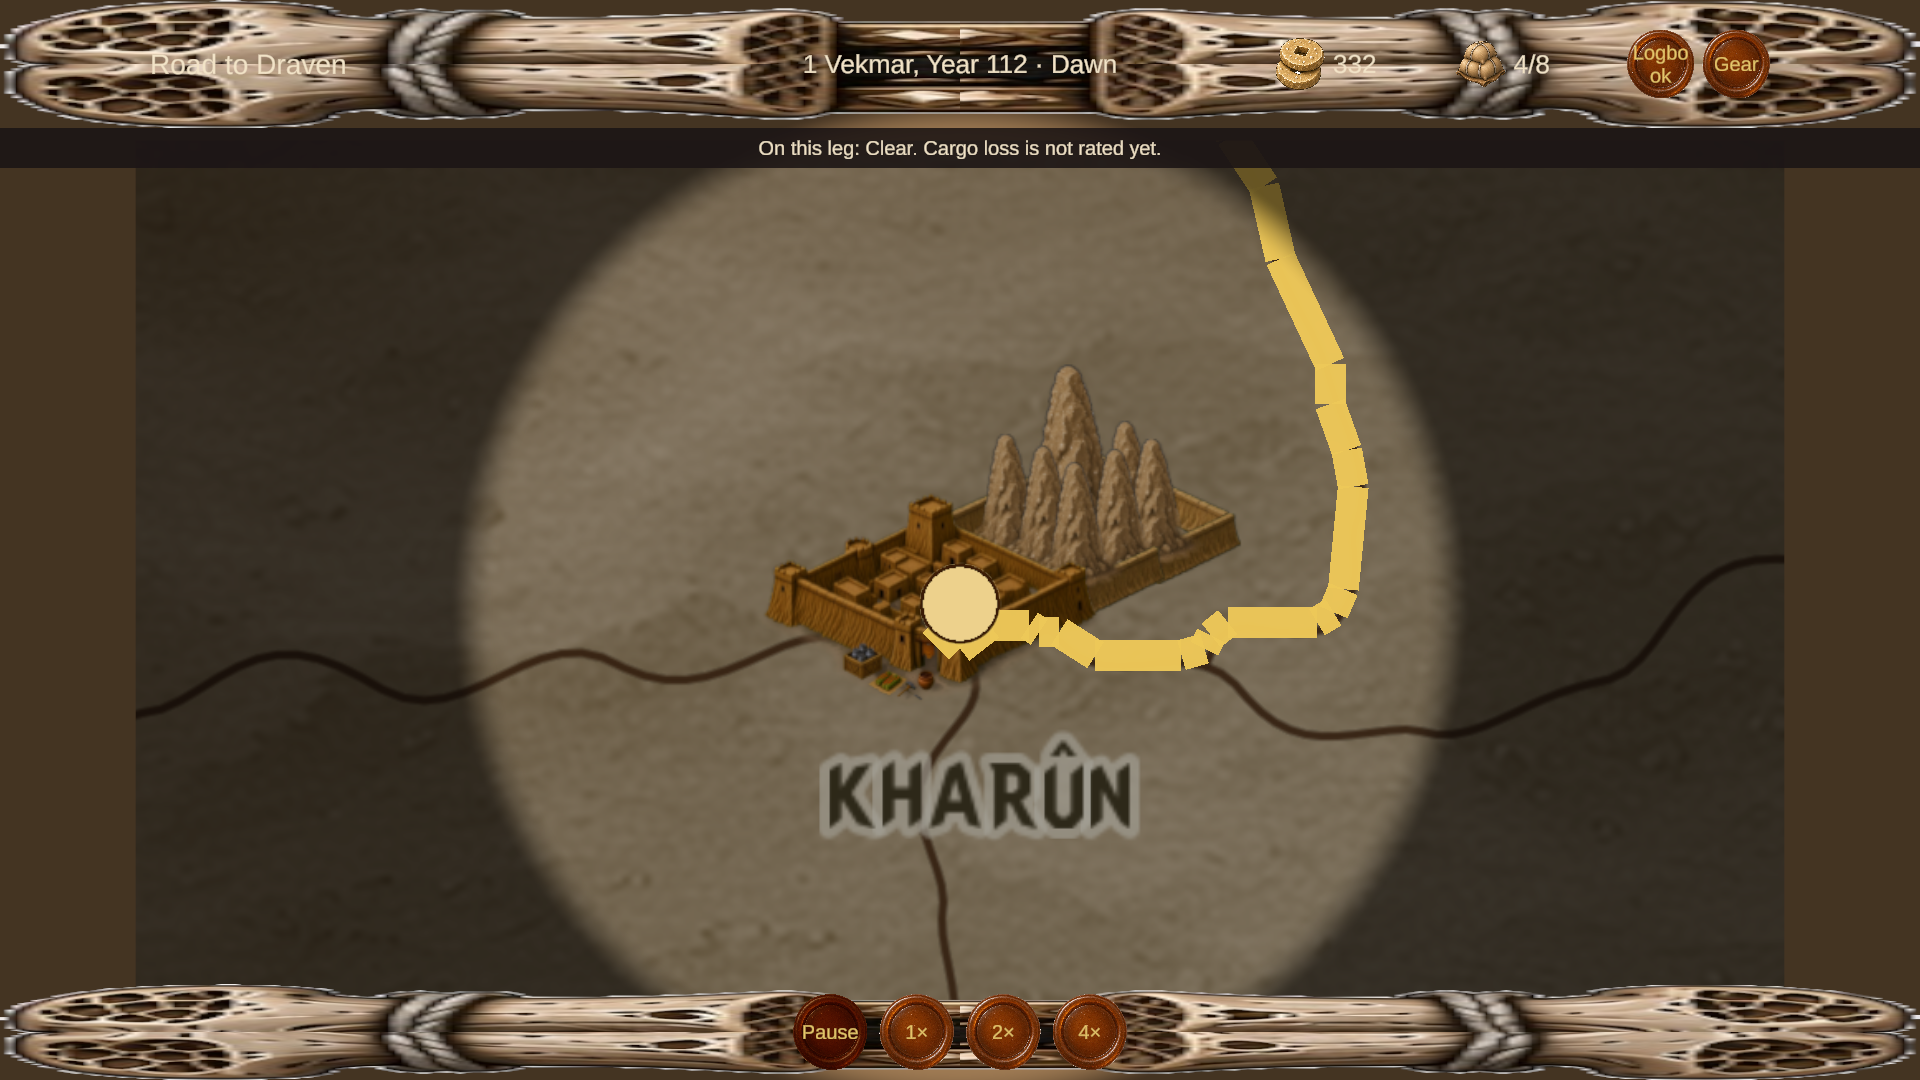 Road to Draven
1 Vekmar, Year 112 · Dawn
332
4/8
Logbo
ok
Gear
On this leg: Clear. Cargo loss is not rated yet.
KHARÛN
Pause
1×
2×
4×